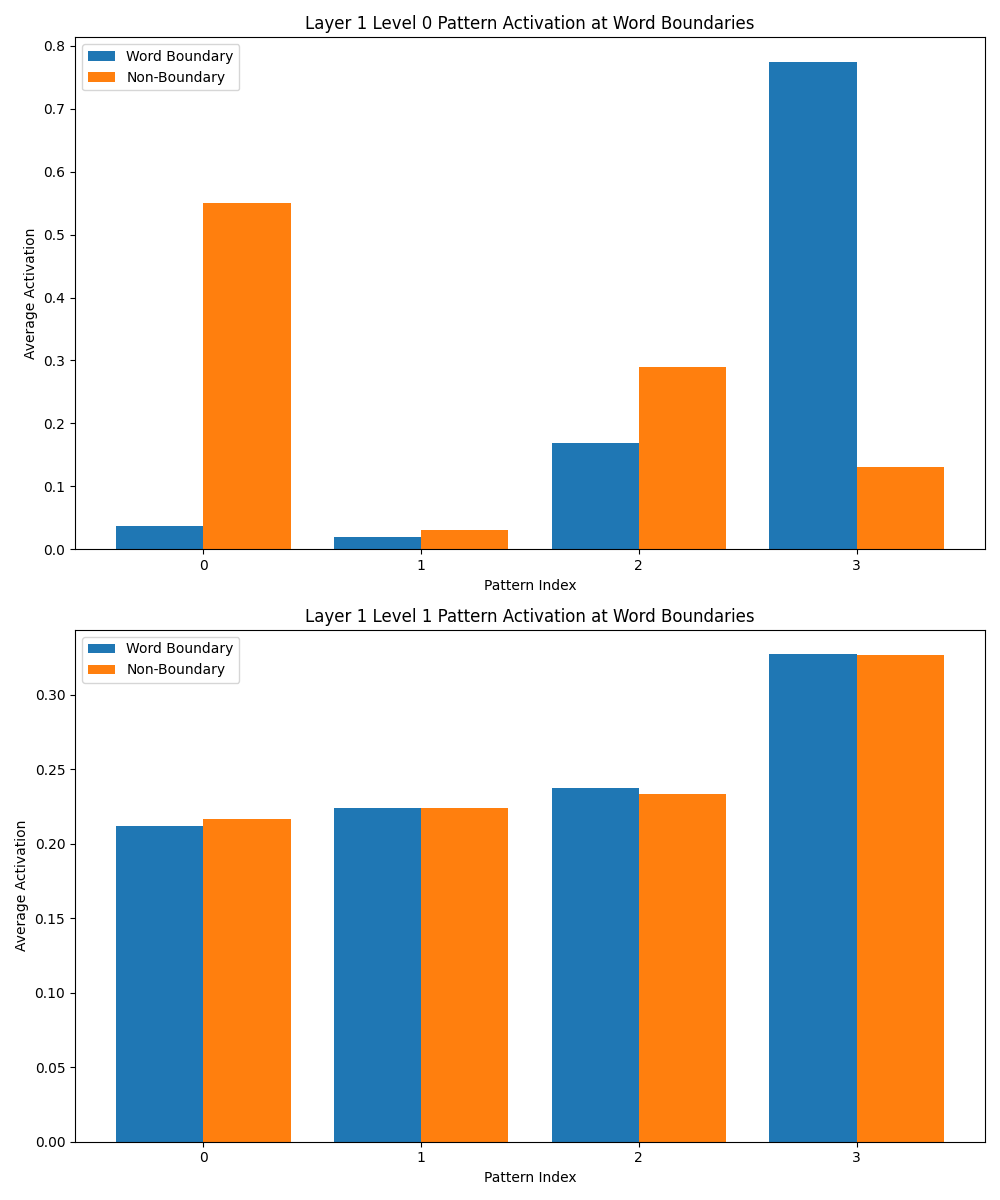 Layer 1 Level 0 Pattern Activation at Word Boundaries
Word Boundary
Non-Boundary
0.8
0.7
0.6
0.5
0.4
0.3
0.2
0.1
0.0
Average Activation
0 1 2 3
Pattern Index
Layer 1 Level 1 Pattern Activation at Word Boundaries
Word Boundary
Non-Boundary
0.30
0.25
0.20
0.15
0.10
0.05
0.00
Average Activation
0 1 2 3
Pattern Index